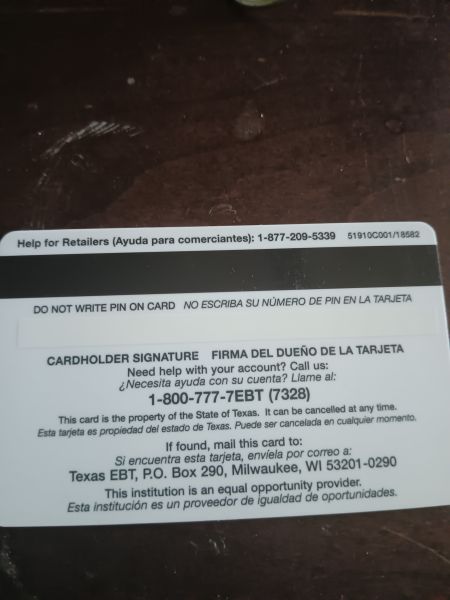 Help for Retailers (Ayuda para comerciantes): 1-877-209-5339 51910C001/18582
DO NOT WRITE PIN ON CARD NO ESCRIBA SU NÚMERO DE PIN EN LA TARJETA
CARDHOLDER SIGNATURE FIRMA DEL DUEÑO DE LA TARJETA
Need help with your account? Call us:
¿Necesita ayuda con su cuenta? Llame al:
1-800-777-7EBT (7328)
This card is the property of the State of Texas. It can be cancelled at any time.
Esta tarjeta es propiedad del estado de Texas. Puede ser cancelada en cualquier momento.
If found, mail this card to:
Si encuentra esta tarjeta, envíela por correo a:
Texas EBT, P.O. Box 290, Milwaukee, WI 53201-0290
This institution is an equal opportunity provider.
Esta institución es un proveedor de igualdad de oportunidades.